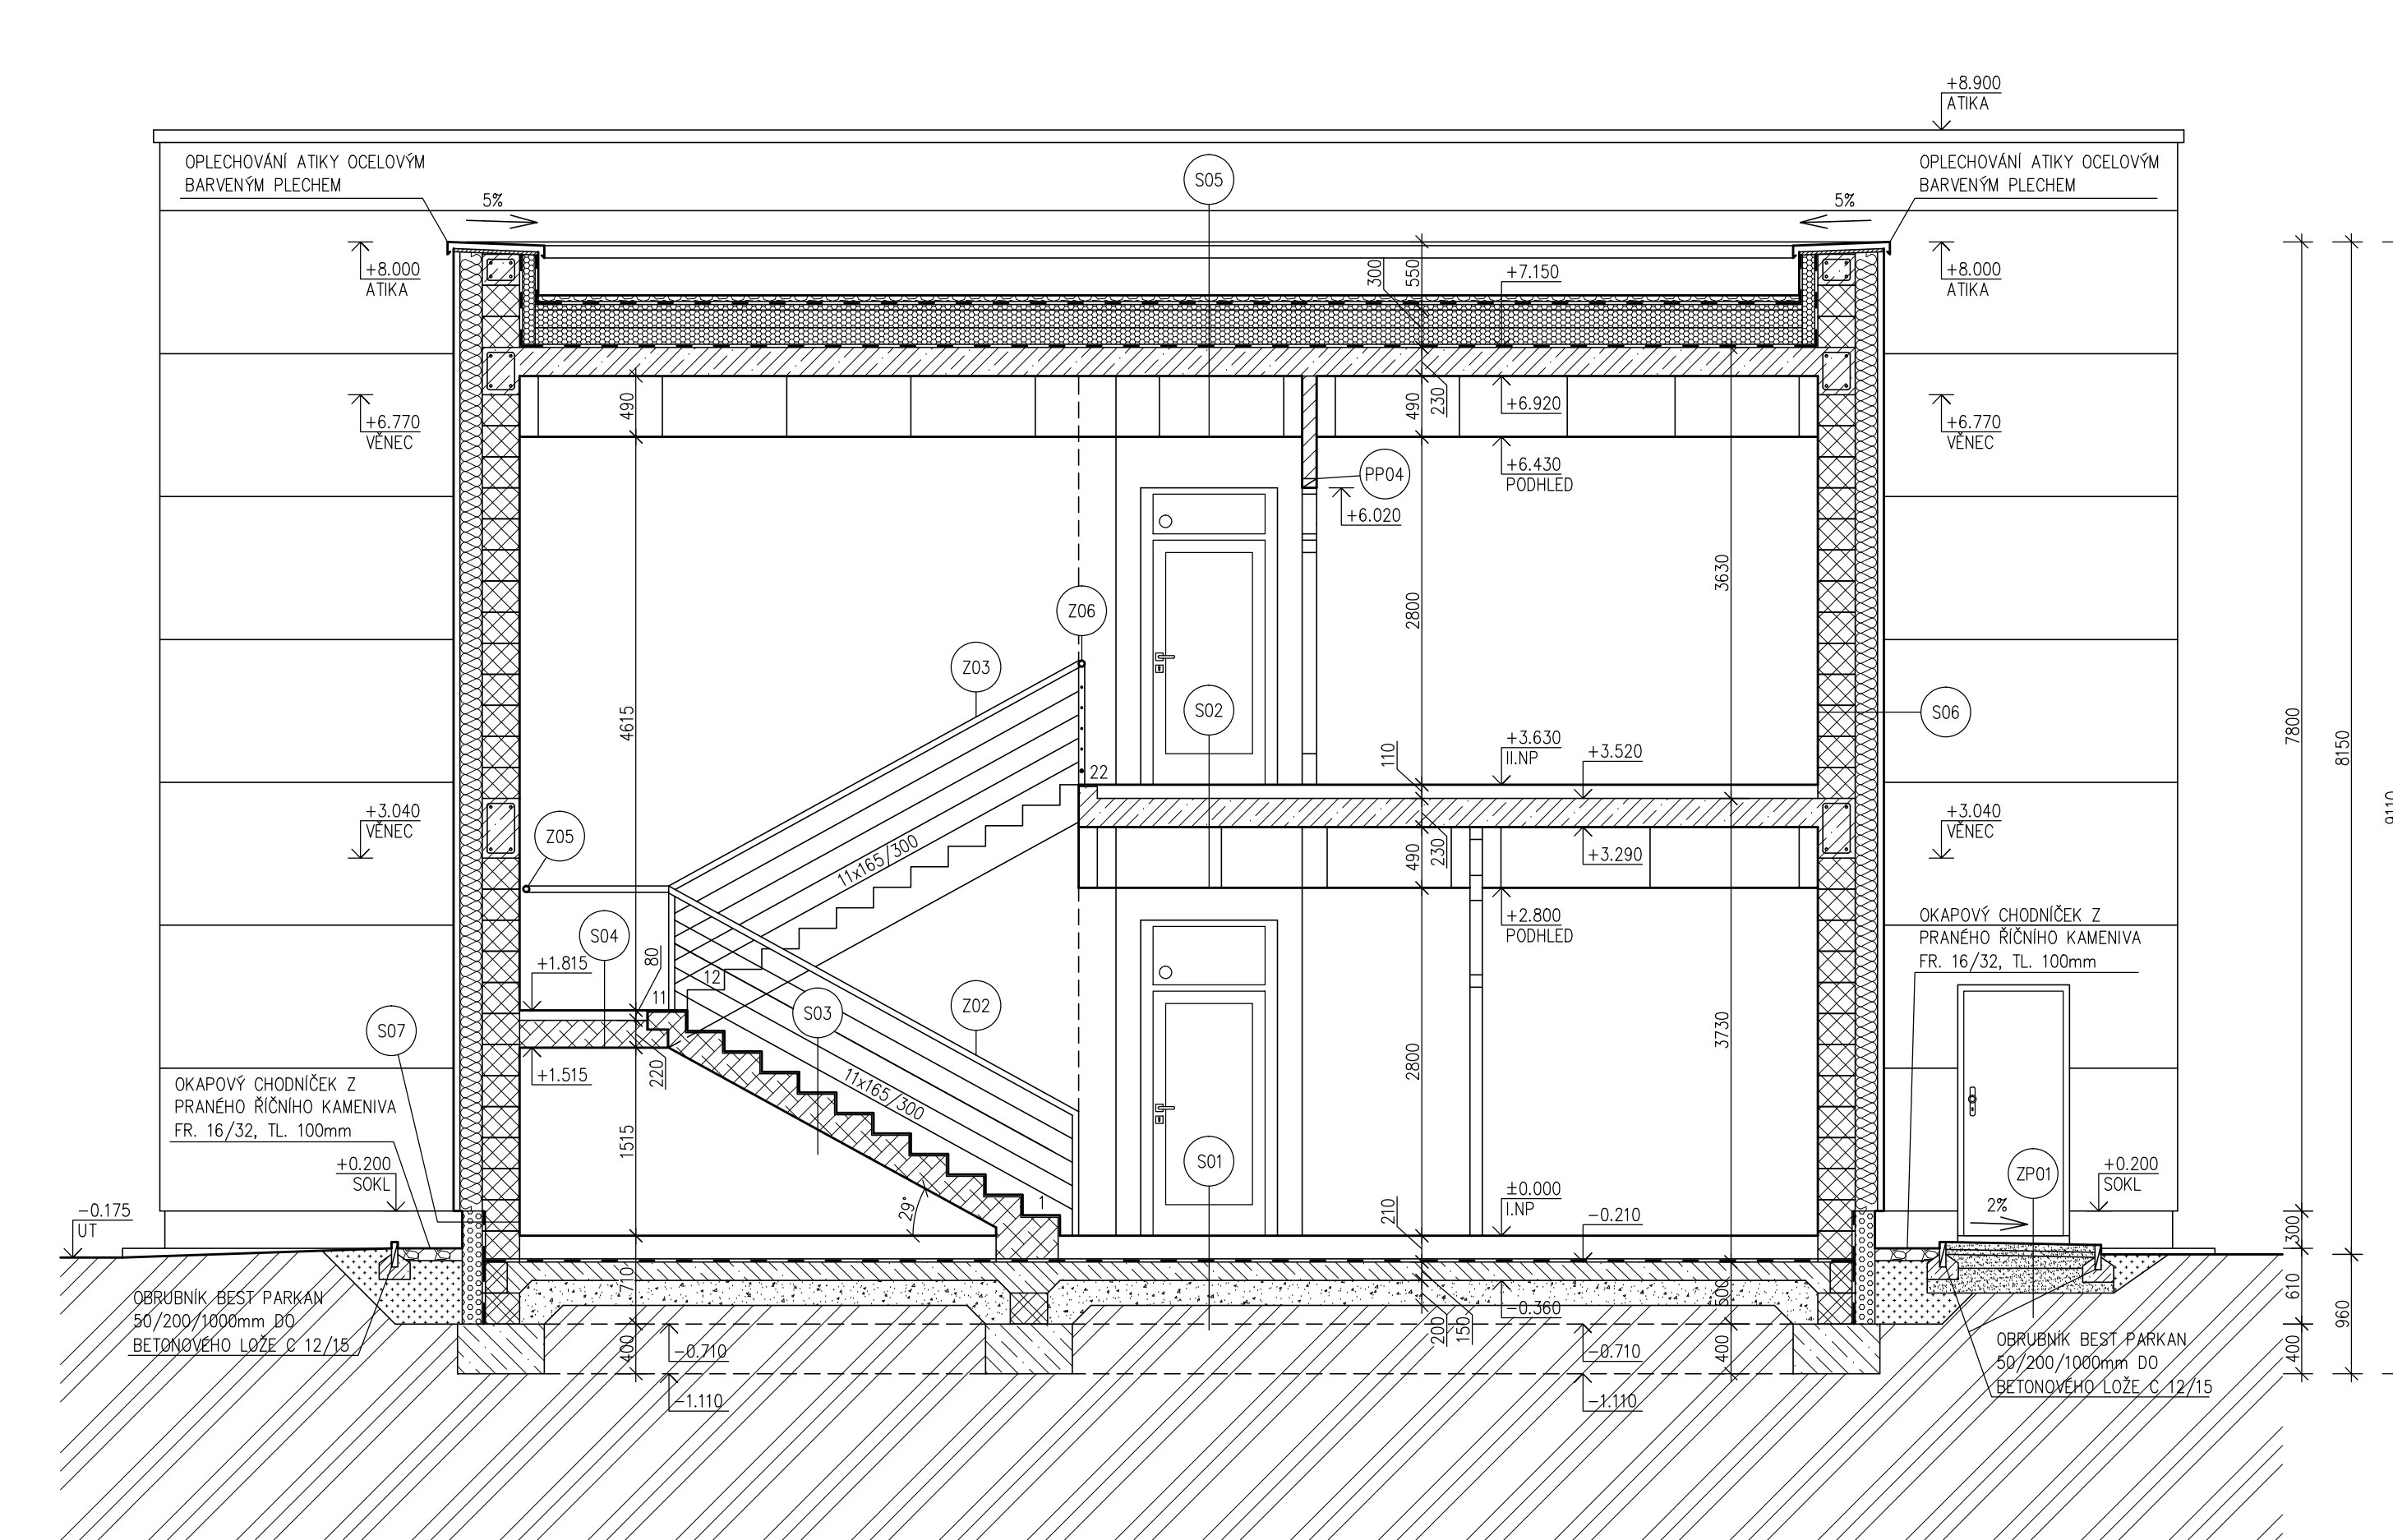 +8.900
ATIKA
OPLECHOVÁNÍ ATIKY OCELOVÝM
BARVENÝM PLECHEM
5%
S05
5%
OPLECHOVÁNÍ ATIKY OCELOVÝM
BARVENÝM PLECHEM
+8.000
ATIKA
300
550
+7.150
+8.000
ATIKA
490
490
230
+6.920
+6.770
VĚNEC
+6.770
VĚNEC
PP04
+6.430
PODHLED
+6.020
3630
2800
Z06
Z03
S02
S06
4615
7800
8150
9110
110
+3.630
II.NP
+3.520
22
+3.040
VĚNEC
Z05
11x165/300
490
230
+3.290
+3.040
VĚNEC
+2.800
PODHLED
OKAPOVÝ CHODNÍČEK Z
PRANÉHO ŘÍČNÍHO KAMENIVA
FR. 16/32, TL. 100mm
S04
80
+1.815
11
12
S03
Z02
S07
3730
2800
+1.515
220
11x165/300
OKAPOVÝ CHODNÍČEK Z
PRANÉHO ŘÍČNÍHO KAMENIVA
FR. 16/32, TL. 100mm
1515
S01
+0.200
SOKL
29°
1
210
±0.000
I.NP
ZP01
+0.200
SOKL
2%
-0.175
UT
-0.210
300
710
500
610
OBRUBNÍK BEST PARKAN
50/200/1000mm DO
BETONOVÉHO LOŽE C 12/15
-0.360
200
150
960
400
-0.710
-0.710
400
400
OBRUBNÍK BEST PARKAN
50/200/1000mm DO
BETONOVÉHO LOŽE C 12/15
-1.110
-1.110